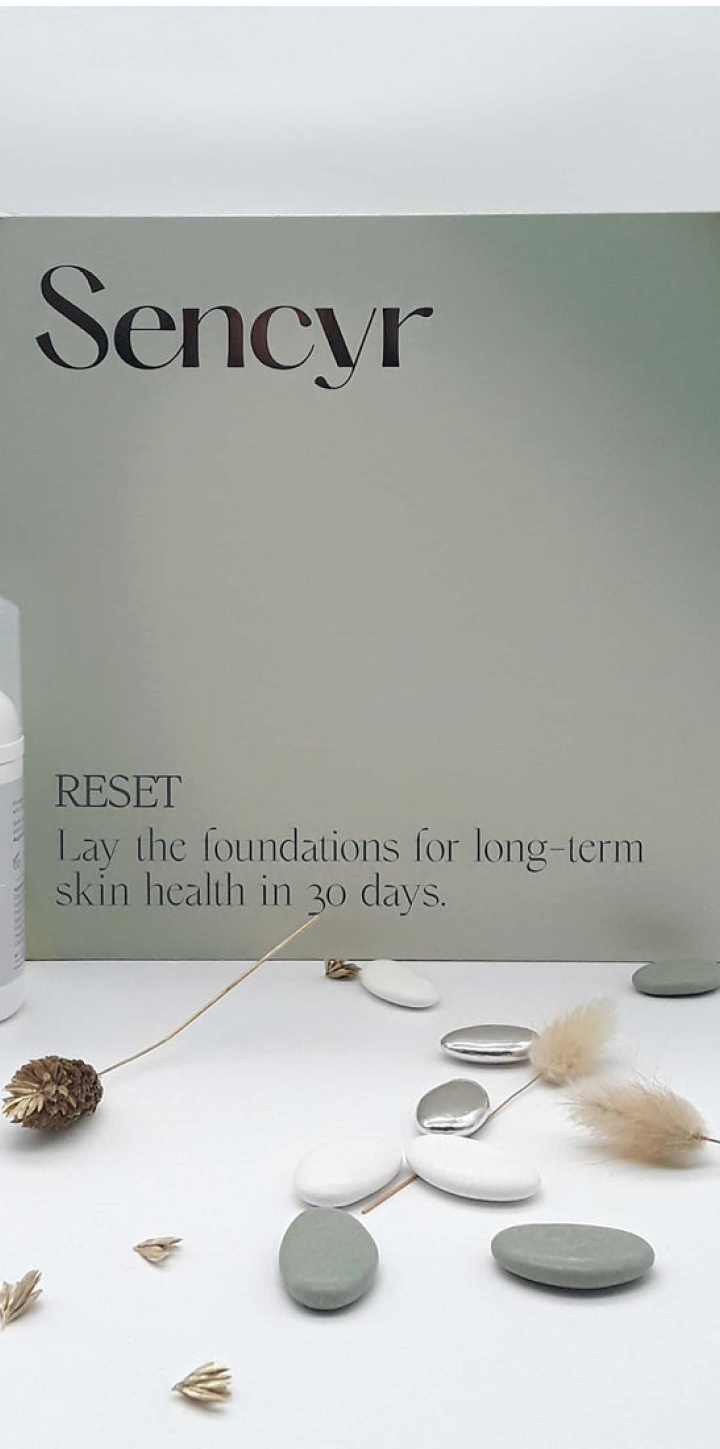 Sencyr
RESET
Lay the foundations for long-term
skin health in 30 days.